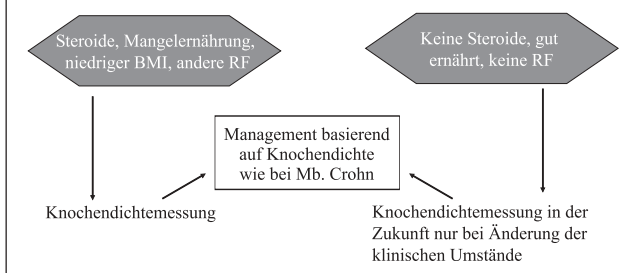 Steroide, Mangelernährung,
niedriger BMI, andere RF
Keine Steroide, gut
ernährt, keine RF
Management basierend
auf Knochendichte
wie bei Mb. Crohn
Knochendichtemessung
Knochendichtemessung in der
Zukunft nur bei Änderung der
klinischen Umstände